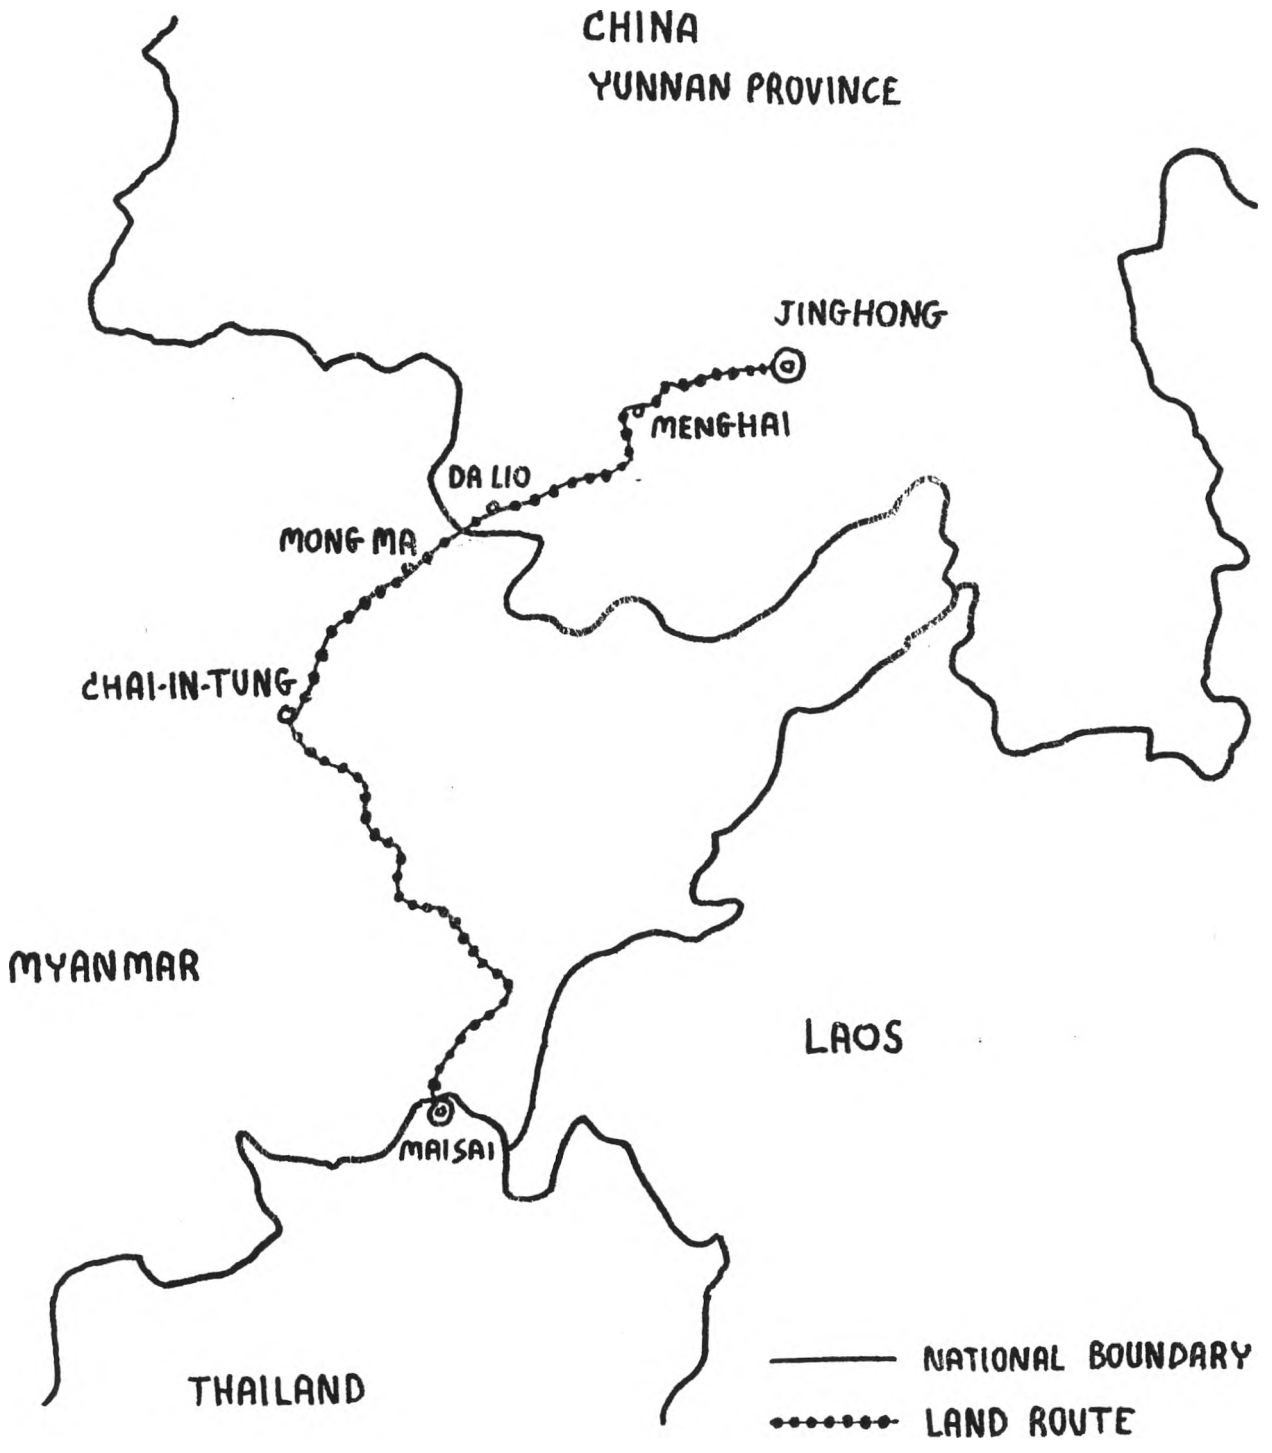 CHINA
YUNNAN PROVINCE
JINGHONG
MENGHAI
DA LIO
MONG MA
CHAI-IN-TUNG
MYANMAR
LAOS
MAISAI
THAILAND
NATIONAL BOUNDARY
LAND ROUTE